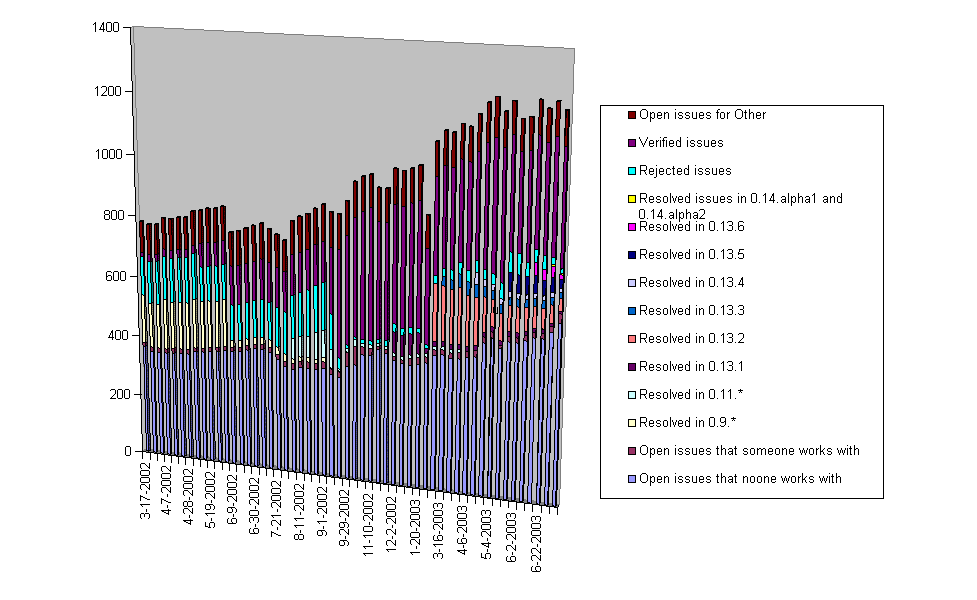 1400
1200
1000
800
600
400
200
0
3-17-2002
4-7-2002
4-28-2002
5-19-2002
6-9-2002
6-30-2002
7-21-2002
8-11-2002
9-1-2002
9-29-2002
11-10-2002
12-2-2002
1-20-2003
3-16-2003
4-6-2003
5-4-2003
6-2-2003
6-22-2003
Open issues for Other
Verified issues
Rejected issues
Resolved issues in 0.14.alpha1 and
0.14.alpha2
Resolved in 0.13.6
Resolved in 0.13.5
Resolved in 0.13.4
Resolved in 0.13.3
Resolved in 0.13.2
Resolved in 0.13.1
Resolved in 0.11.*
Resolved in 0.9.*
Open issues that someone works with
Open issues that noone works with